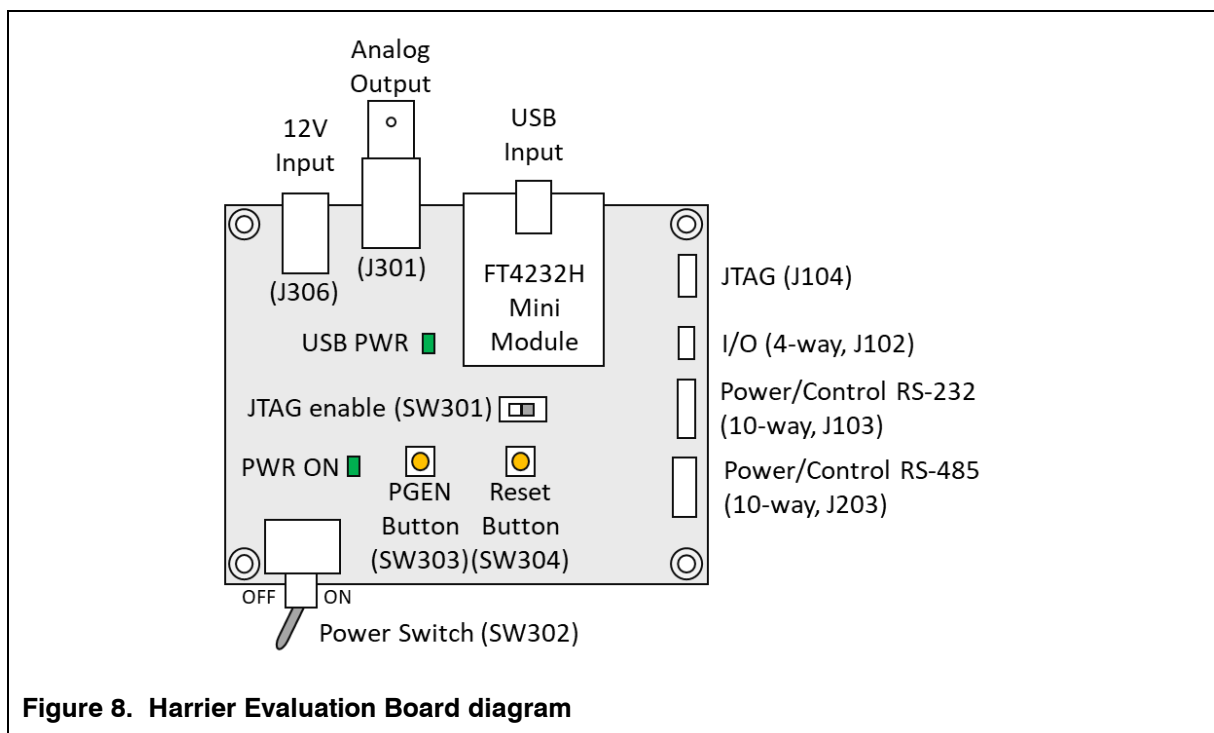 Analog
Output
12V
Input
USB
Input
(J301)
(J306)
FT4232H
Mini
Module
JTAG (J104)
USB PWR
I/O (4-way, J102)
JTAG enable (SW301)
Power/Control RS-232
(10-way, J103)
PWR ON
PGEN
Button
(SW303)
Reset
Button
(SW304)
Power/Control RS-485
(10-way, J203)
OFF
ON
Power Switch (SW302)
Figure 8. Harrier Evaluation Board diagram